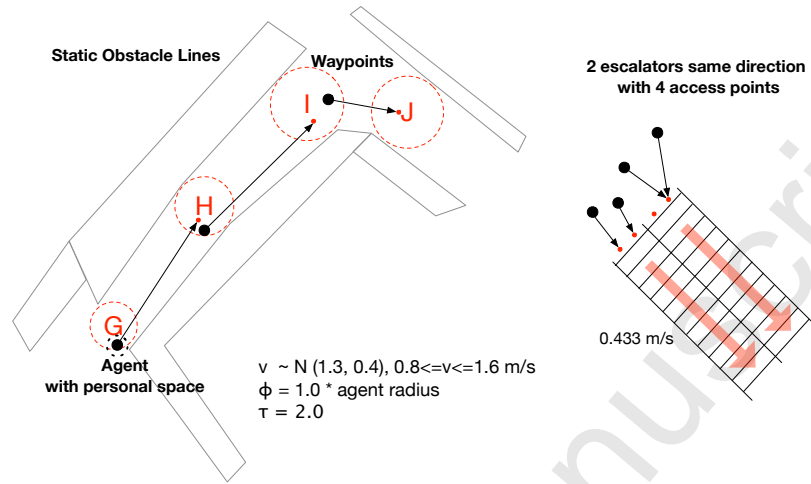 Static Obstacle Lines
Waypoints
I
J
H
G
Agent
with personal space
v ~ N (1.3, 0.4), 0.8<=v<=1.6 m/s
ϕ = 1.0 * agent radius
τ = 2.0
2 escalators same direction
with 4 access points
0.433 m/s
nuscri